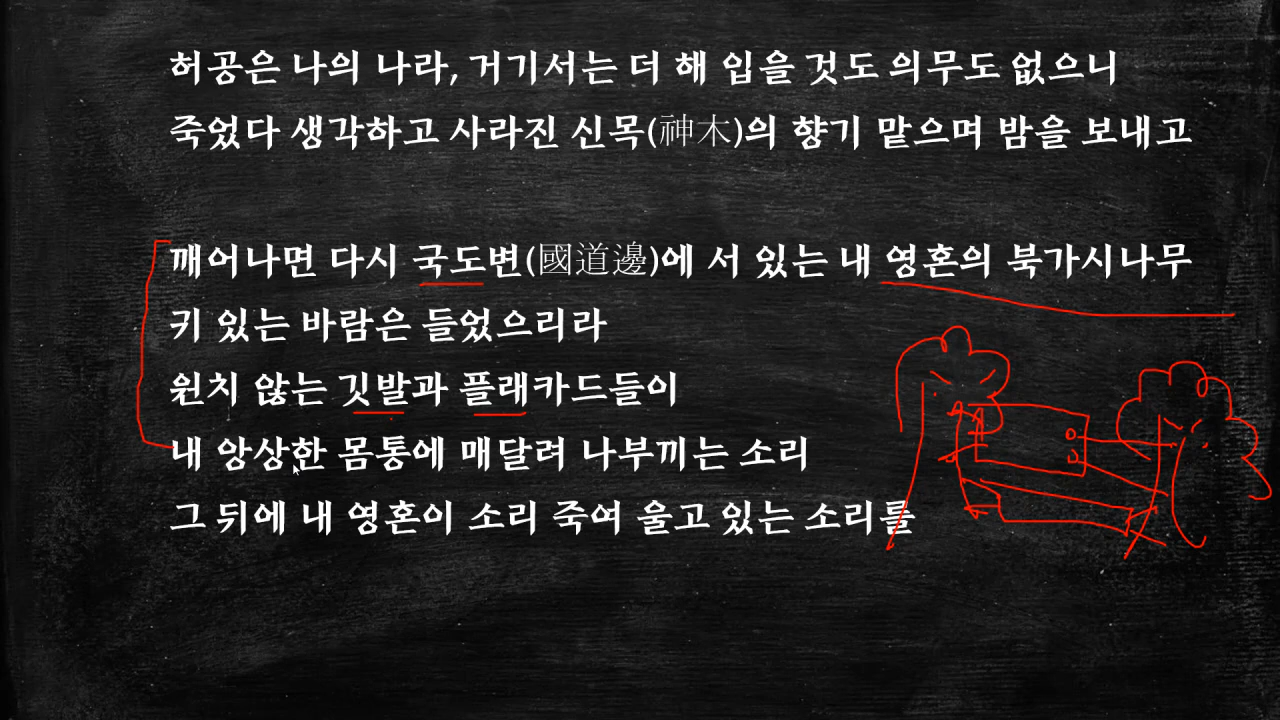 허공은 나의 나라, 거기서는 더 해 입을 것도 의무도 없으니
죽었다 생각하고 사라진 신목(神木)의 향기 맡으며 밤을 보내고
깨어나면 다시 국도변(國道邊)에 서 있는 내 영혼의 북가시나무
키 있는 바람은 들었으리라
원치 않는 깃발과 플래카드들이
내 앙상한 몸통에 매달려 나부끼는 소리
그 뒤에 내 영혼이 소리 죽여 울고 있는 소리를